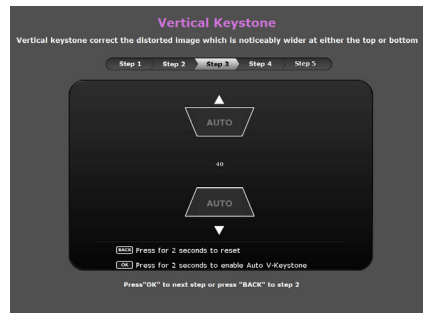 Vertical Keystone
Vertical keystone correct the distorted image which is noticeably wider at either the top or bottom
Step 1 Step 2 Step 3 Step 4 Step 5
AUTO
40
AUTO
BACK Press for 2 seconds to reset
OK Press for 2 seconds to enable Auto V-Keystone
Press"OK" to next step or press "BACK" to step 2